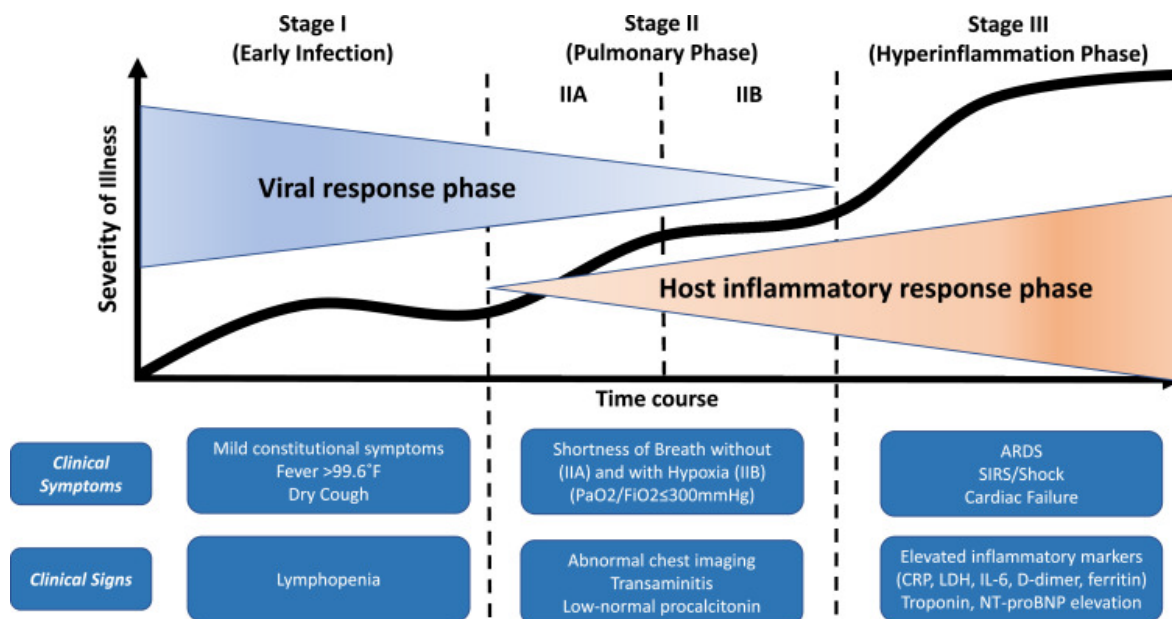 Stage I
(Early Infection)
Stage II
(Pulmonary Phase)
Stage III
(Hyperinflammation Phase)
IIA
IIB
Severity of Illness
Viral response phase
Host inflammatory response phase
Time course
Clinical
Symptoms
Mild constitutional symptoms
Fever >99.6°F
Dry Cough
Shortness of Breath without
(IIA) and with Hypoxia (IIB)
(PaO2/FiO2≤300mmHg)
ARDS
SIRS/Shock
Cardiac Failure
Clinical Signs
Lymphopenia
Abnormal chest imaging
Transaminitis
Low-normal procalcitonin
Elevated inflammatory markers
(CRP, LDH, IL-6, D-dimer, ferritin)
Troponin, NT-proBNP elevation